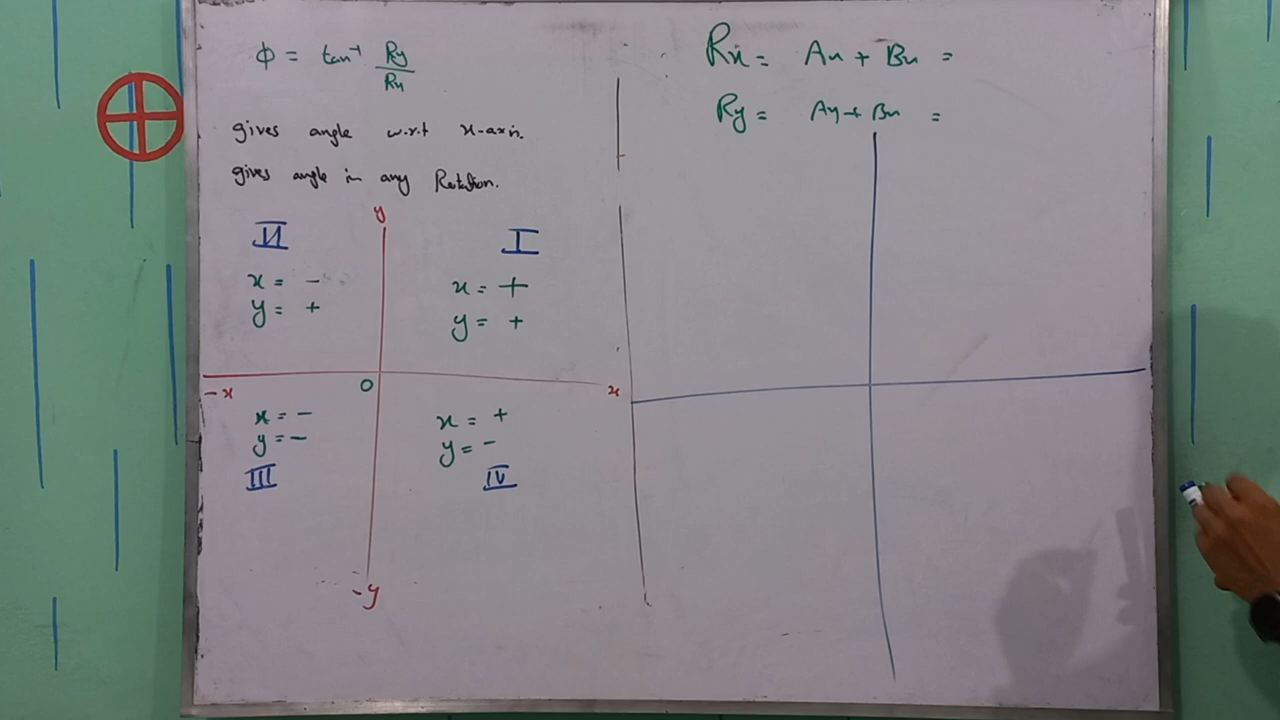 ϕ = tan⁻¹ Ry/Rx
gives angle w.r.t x-axis.
gives angle in any Rotation.
y
II
I
x = -
y = +
x = +
y = +
-x
O
x
x = -
y = -
x = +
y = -
III
IV
-y
Rx = Ax + Bx =
Ry = Ay + Bx =